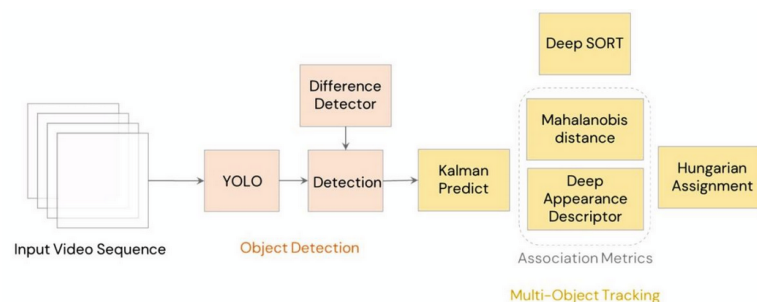 Deep SORT
Difference
Detector
Mahalanobis
distance
YOLO
Detection
Kalman
Predict
Deep
Appearance
Descriptor
Hungarian
Assignment
Input Video Sequence
Object Detection
Association Metrics
Multi-Object Tracking